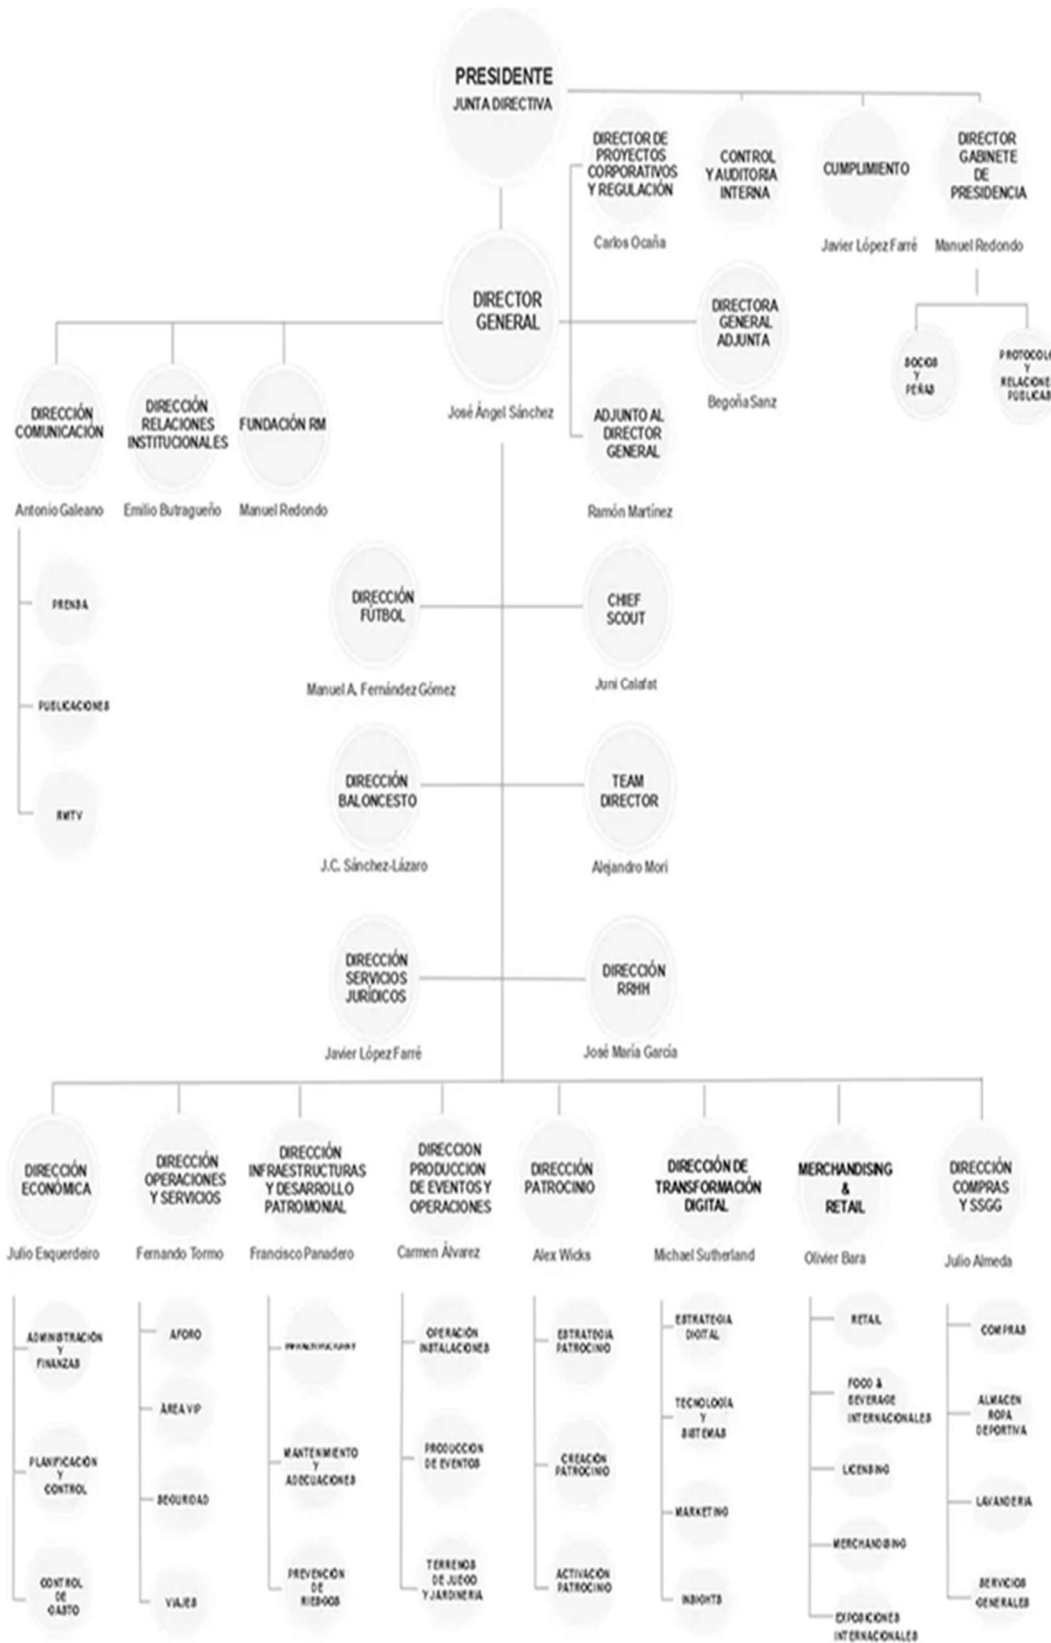 PRESIDENTE
JUNTA DIRECTIVA
DIRECTOR DE
PROYECTOS
CORPORATIVOS
Y REGULACIÓN
Carlos Ocaña
CONTROL
Y AUDITORIA
INTERNA
CUMPLIMIENTO
Javier López Farré
DIRECTOR
GABINETE
DE
PRESIDENCIA
Manuel Redondo
SOCIOS
Y
PEÑAS
PROTOCOLO
Y
RELACIONES
PÚBLICAS
DIRECTOR
GENERAL
José Ángel Sánchez
DIRECTORA
GENERAL
ADJUNTA
Begoña Sanz
ADJUNTO AL
DIRECTOR
GENERAL
Ramón Martínez
DIRECCIÓN
COMUNICACIÓN
Antonio Galeano
DIRECCIÓN
RELACIONES
INSTITUCIONALES
Emilio Butragueño
FUNDACIÓN RM
Manuel Redondo
PRENSA
PUBLICACIONES
RMTV
DIRECCIÓN
FÚTBOL
Manuel A. Fernández Gómez
CHIEF
SCOUT
Juni Calafat
DIRECCIÓN
BALONCESTO
J.C. Sánchez-Lázaro
TEAM
DIRECTOR
Alejandro Mori
DIRECCIÓN
SERVICIOS
JURÍDICOS
Javier López Farré
DIRECCIÓN
RRHH
José María García
DIRECCIÓN
ECONÓMICA
Julio Esquerdeiro
ADMINISTRACIÓN
Y
FINANZAS
PLANIFICACIÓN
Y
CONTROL
CONTROL
DE
GASTO
DIRECCIÓN
OPERACIONES
Y SERVICIOS
Fernando Tormo
AFORO
ÁREA VIP
SEGURIDAD
VIAJES
DIRECCIÓN
INFRAESTRUCTURAS
Y DESARROLLO
PATROMONIAL
Francisco Panadero
MANTENIMIENTO
Y
ADECUACIONES
PREVENCIÓN
DE
RIESGOS
DIRECCION
PRODUCCION
DE EVENTOS Y
OPERACIONES
Carmen Álvarez
OPERACIÓN
INSTALACIONES
PRODUCCION
DE EVENTOS
TERRENOS
DE JUEGO
Y JARDINERIA
DIRECCIÓN
PATROCINIO
Alex Wicks
ESTRATEGIA
PATROCINIO
CREACIÓN
PATROCINIO
ACTIVACIÓN
PATROCINIO
DIRECCIÓN DE
TRANSFORMACIÓN
DIGITAL
Michael Sutherland
ESTRATEGIA
DIGITAL
TECNOLOGÍA
Y
SISTEMAS
MARKETING
INSIGHTS
MERCHANDISING
&
RETAIL
Olivier Bara
RETAIL
FOOD &
BEVERAGE
INTERNACIONALES
LICENSING
MERCHANDISING
EXPOSICIONES
INTERNACIONALES
DIRECCIÓN
COMPRAS
Y SSGG
Julio Almeda
COMPRAS
ALMACEN
ROPA
DEPORTIVA
LAVANDERIA
SERVICIOS
GENERALES